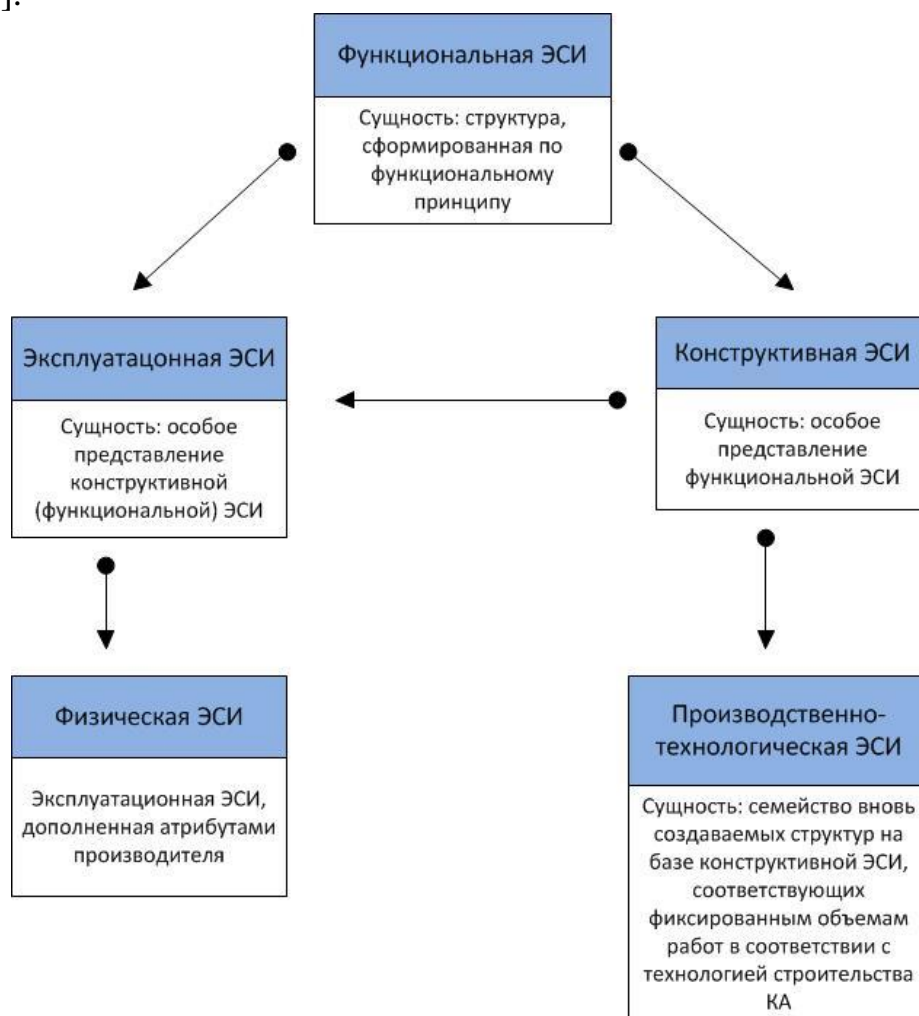 ].
Функциональная ЭСИ
Сущность: структура,
сформированная по
функциональному
принципу
Эксплуатацонная ЭСИ
Сущность: особое
представление
конструктивной
(функциональной) ЭСИ
Конструктивная ЭСИ
Сущность: особое
представление
функциональной ЭСИ
Физическая ЭСИ
Эксплуатационная ЭСИ,
дополненная атрибутами
производителя
Производственно-
технологическая ЭСИ
Сущность: семейство вновь
создаваемых структур на
базе конструктивной ЭСИ,
соответствующих
фиксированным объемам
работ в соответствии с
технологией строительства
КА